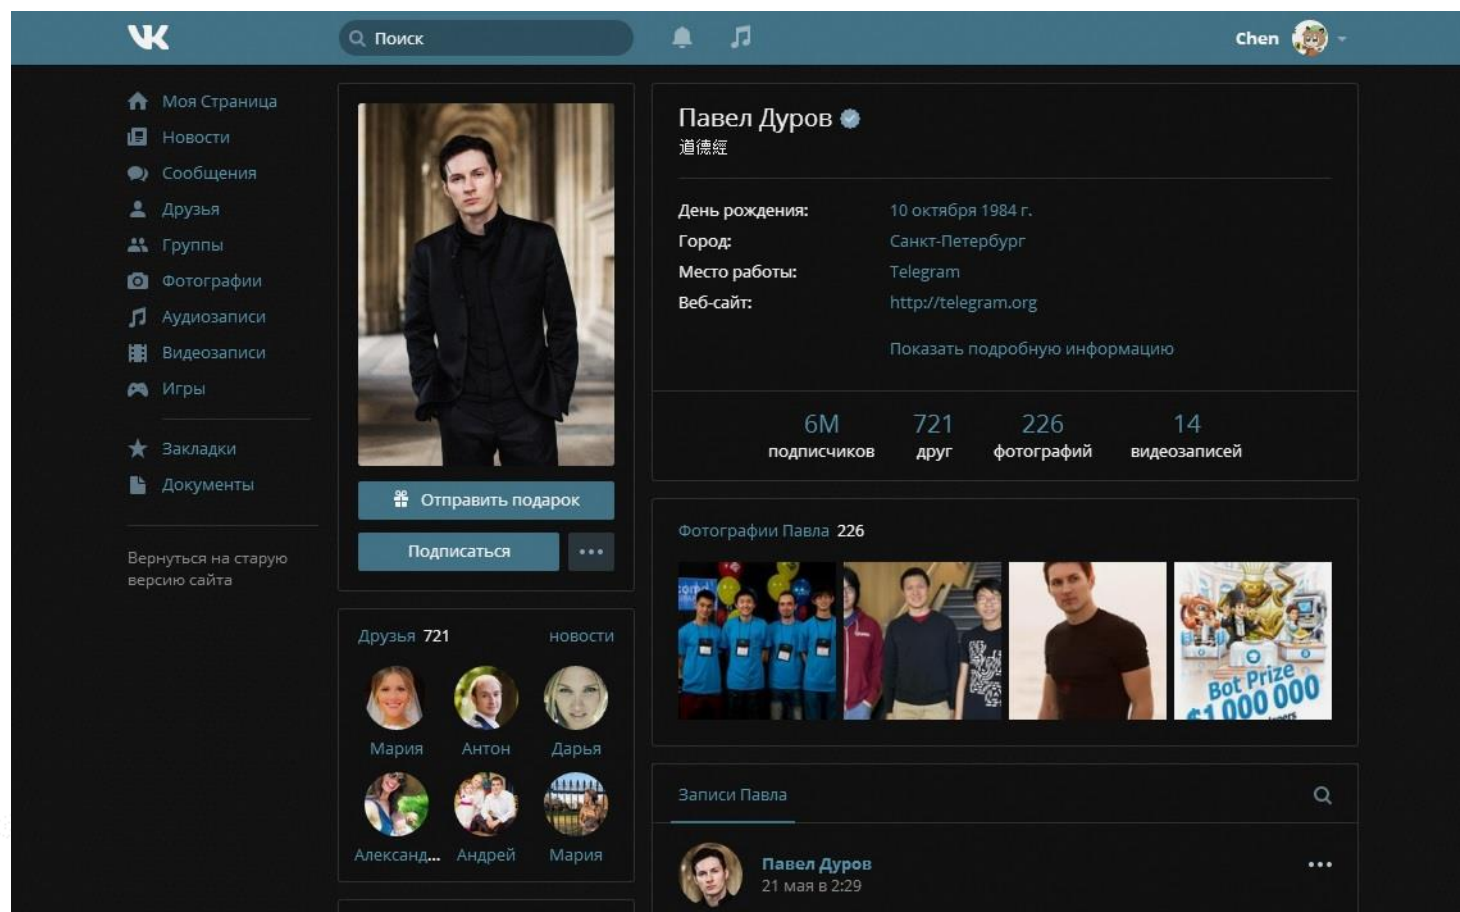 VK
Поиск
Chen
Моя Страница
Новости
Сообщения
Друзья
Группы
Фотографии
Аудиозаписи
Видеозаписи
Игры
Закладки
Документы
Вернуться на старую
версию сайта
Отправить подарок
Подписаться
Друзья 721 новости
Мария Антон Дарья
Александ... Андрей Мария
Павел Дуров
道德經
День рождения: 10 октября 1984 г.
Город: Санкт-Петербург
Место работы: Telegram
Веб-сайт: http://telegram.org
Показать подробную информацию
6M 721 226 14
подписчиков друг фотографий видеозаписей
Фотографии Павла 226
Bot Prize
$1 000 000
Записи Павла
Павел Дуров
21 мая в 2:29